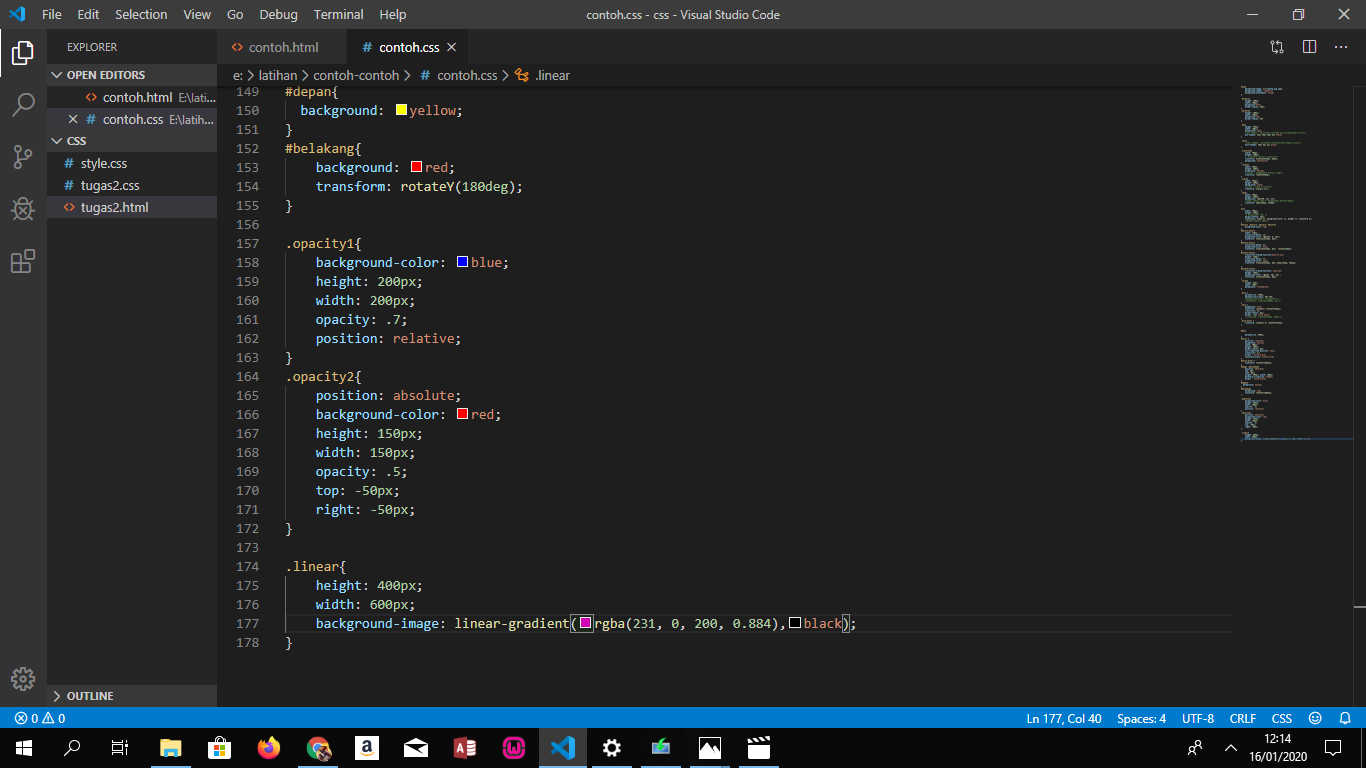 File Edit Selection View Go Debug Terminal Help contoh.css - css - Visual Studio Code
EXPLORER
OPEN EDITORS
contoh.html E:\lati...
contoh.css E:\latih...
CSS
style.css
tugas2.css
tugas2.html
OUTLINE
contoh.html # contoh.css
e: > latihan > contoh-contoh > # contoh.css > .linear
149 #depan{
150 background: yellow;
151 }
152 #belakang{
153 background: red;
154 transform: rotateY(180deg);
155 }
156
157 .opacity1{
158 background-color: blue;
159 height: 200px;
160 width: 200px;
161 opacity: .7;
162 position: relative;
163 }
164 .opacity2{
165 position: absolute;
166 background-color: red;
167 height: 150px;
168 width: 150px;
169 opacity: .5;
170 top: -50px;
171 right: -50px;
172 }
173
174 .linear{
175 height: 400px;
176 width: 600px;
177 background-image: linear-gradient(rgba(231, 0, 200, 0.884),black);
178 }
0 0 Ln 177, Col 40 Spaces: 4 UTF-8 CRLF CSS
12:14
16/01/2020